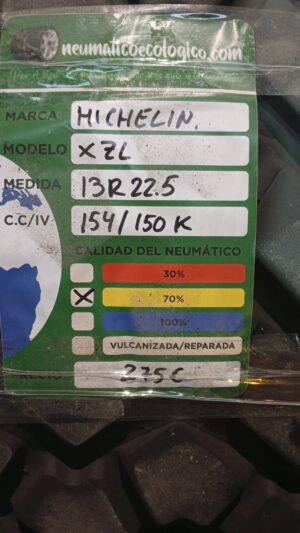 neumaticoecologico.com
MARCA MICHELIN.
MODELO XZL
MEDIDA 13R22.5
C.C/IV 154/150 K
CALIDAD DEL NEUMÁTICO
30%
X 70%
100%
VULCANIZADA/REPARADA
PRECIO 275€